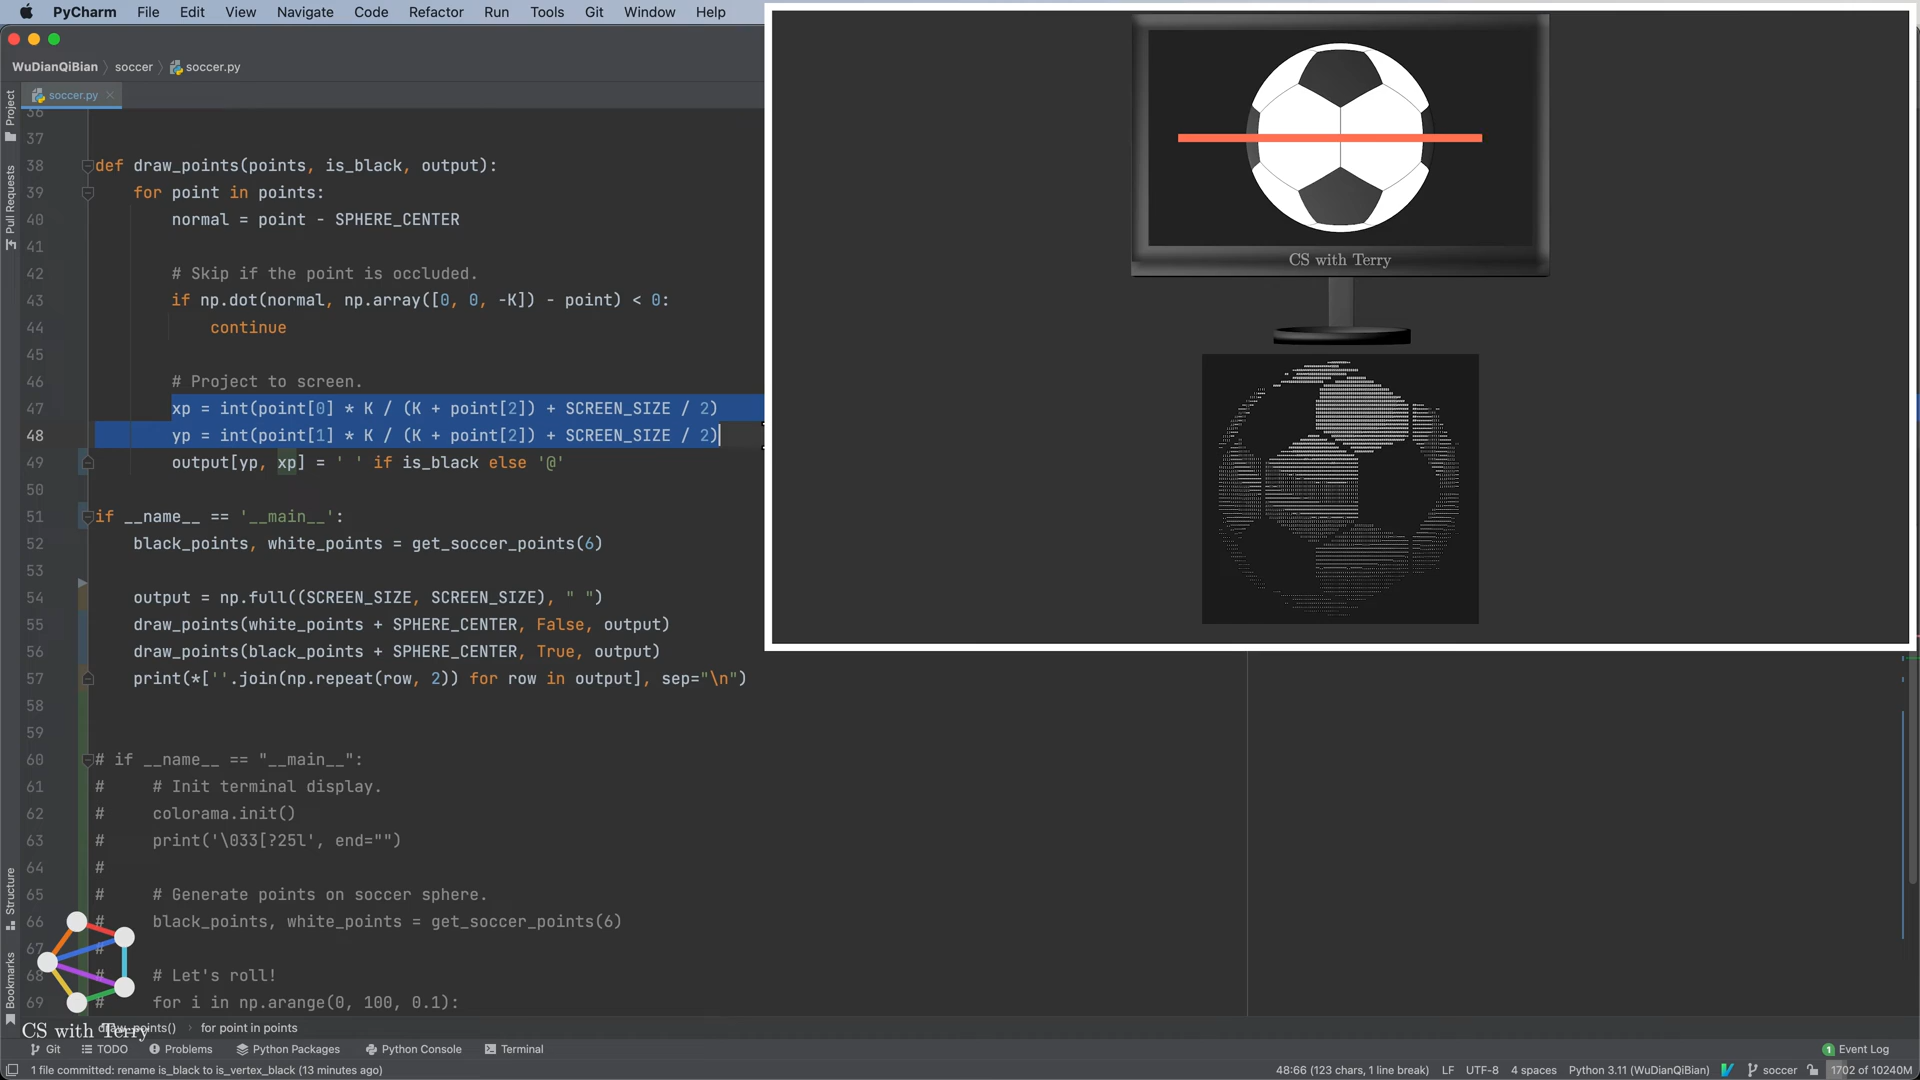 PyCharm File Edit View Navigate Code Refactor Run Tools Git Window Help
WuDianQiBian soccer soccer.py
soccer.py
Project
Pull Requests
Structure
Bookmarks
36
37
38 def draw_points(points, is_black, output):
39 for point in points:
40 normal = point - SPHERE_CENTER
41
42 # Skip if the point is occluded.
43 if np.dot(normal, np.array([0, 0, -K]) - point) < 0:
44 continue
45
46 # Project to screen.
47 xp = int(point[0] * K / (K + point[2]) + SCREEN_SIZE / 2)
48 yp = int(point[1] * K / (K + point[2]) + SCREEN_SIZE / 2)
49 output[yp, xp] = ' ' if is_black else '@'
50
51 if __name__ == '__main__':
52 black_points, white_points = get_soccer_points(6)
53
54 output = np.full((SCREEN_SIZE, SCREEN_SIZE), " ")
55 draw_points(white_points + SPHERE_CENTER, False, output)
56 draw_points(black_points + SPHERE_CENTER, True, output)
57 print(*[''.join(np.repeat(row, 2)) for row in output], sep="\n")
58
59
60 # if __name__ == "__main__":
61 # # Init terminal display.
62 # colorama.init()
63 # print('\033[?25l', end="")
64 #
65 # # Generate points on soccer sphere.
66 # black_points, white_points = get_soccer_points(6)
67 #
68 # # Let's roll!
69 # for i in np.arange(0, 100, 0.1):
CS with Terry
CS with Terry
points() for point in points
Git TODO Problems Python Packages Python Console Terminal 1 Event Log
1 file committed: rename is_black to is_vertex_black (13 minutes ago) 48:66 (123 chars, 1 line break) LF UTF-8 4 spaces Python 3.11 (WuDianQiBian) soccer 1702 of 10240M